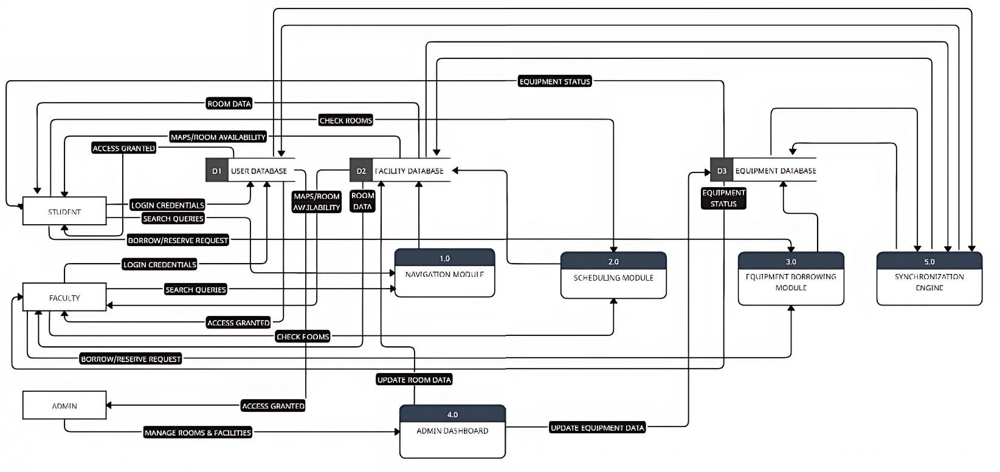 EQUIPMENT STATUS
ROOM DATA
CHECK ROOMS
MAPS/ROOM AVAILABILITY
ACCESS GRANTED
D1 USER DATABASE
D2 FACILITY DATABASE
D3 EQUIPMENT DATABASE
MAPS/ROOM
AVAILABILITY
ROOM
DATA
EQUIPMENT
STATUS
STUDENT
LOGIN CREDENTIALS
SEARCH QUERIES
BORROW/RESERVE REQUEST
LOGIN CREDENTIALS
1.0
NAVIGATION MODULE
2.0
SCHEDULING MODULE
3.0
EQUIPMENT BORROWING
MODULE
5.0
SYNCHRONIZATION
ENGINE
SEARCH QUERIES
FACULTY
ACCESS GRANTED
CHECK ROOMS
BORROW/RESERVE REQUEST
UPDATE ROOM DATA
ADMIN
ACCESS GRANTED
4.0
ADMIN DASHBOARD
MANAGE ROOMS & FACILITIES
UPDATE EQUIPMENT DATA